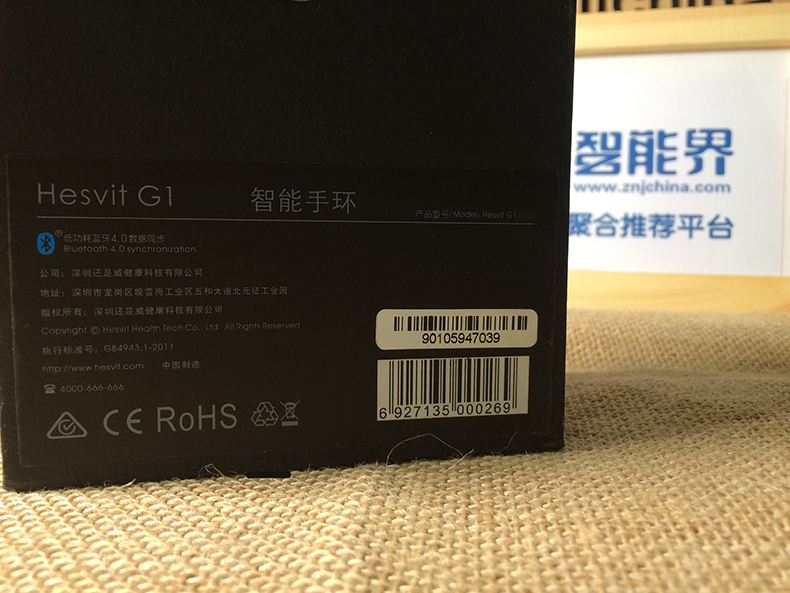 Hesvit G1 智能手环 产品型号/Model: Hesvit G1
低功耗蓝牙4.0数据同步
Bluetooth 4.0 synchronization
公司: 深圳还是威健康科技有限公司
地址: 深圳市龙岗区坂雪岗工业区五和大道北元征工业园
版权所有: 深圳还是威健康科技有限公司
Copyright © Hesvit Health Tech Co., Ltd. All Rights Reserved
执行标准号: GB4943.1-2011
http://www.hesvit.com 中国制造
4000-666-666
CE RoHS
90105947039
6 927135 000269
智能界
www.znjchina.com
聚合推荐平台